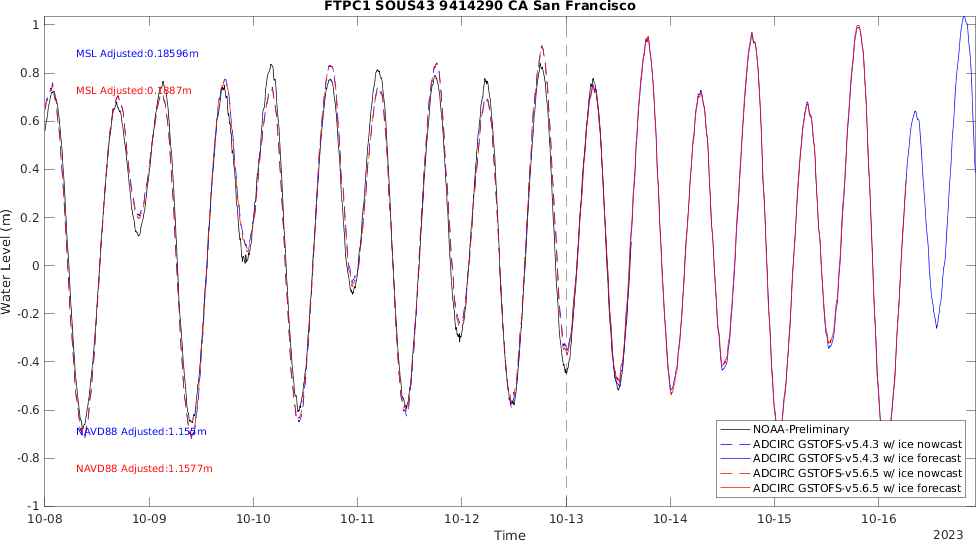 FTPC1 SOUS43 9414290 CA San Francisco
MSL Adjusted:0.18596m
MSL Adjusted:0.1887m
NAVD88 Adjusted:1.155m
NAVD88 Adjusted:1.1577m
Water Level (m)
1
0.8
0.6
0.4
0.2
0
-0.2
-0.4
-0.6
-0.8
-1
NOAA-Preliminary
ADCIRC GSTOFS-v5.4.3 w/ ice nowcast
ADCIRC GSTOFS-v5.4.3 w/ ice forecast
ADCIRC GSTOFS-v5.6.5 w/ ice nowcast
ADCIRC GSTOFS-v5.6.5 w/ ice forecast
10-08 10-09 10-10 10-11 10-12 10-13 10-14 10-15 10-16
Time
2023